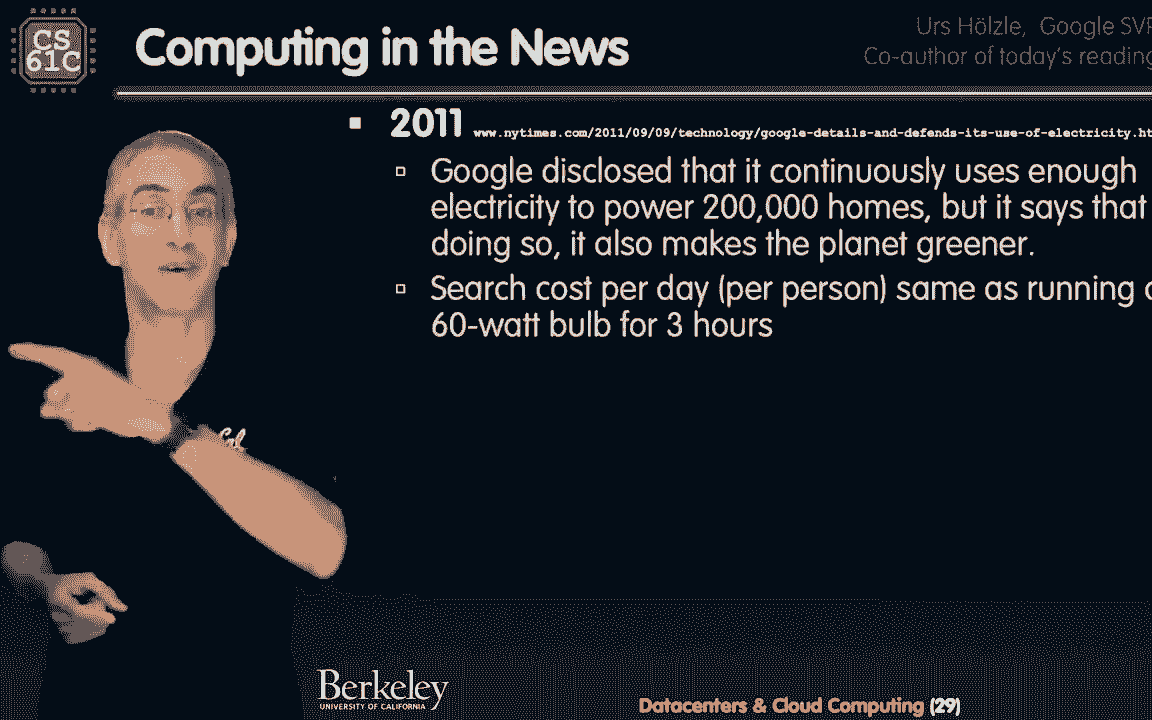 CS
61C
Computing in the News
Urs Hölzle, Google SVP
Co-author of today's reading
2011 www.nytimes.com/2011/09/09/technology/google-details-and-defends-its-use-of-electricity.ht
Google disclosed that it continuously uses enough
electricity to power 200,000 homes, but it says that
doing so, it also makes the planet greener.
Search cost per day (per person) same as running
60-watt bulb for 3 hours
Cal
Berkeley
UNIVERSITY OF CALIFORNIA
Datacenters & Cloud Computing (29)